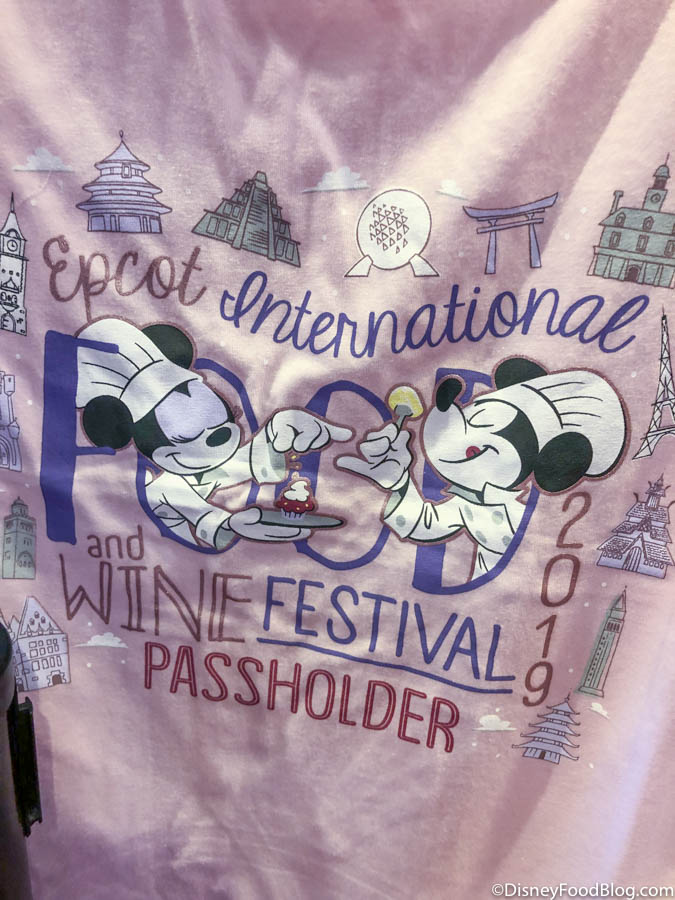 Epcot International
FOOD
and
WINE FESTIVAL
2019
PASSHOLDER
©DisneyFoodBlog.com